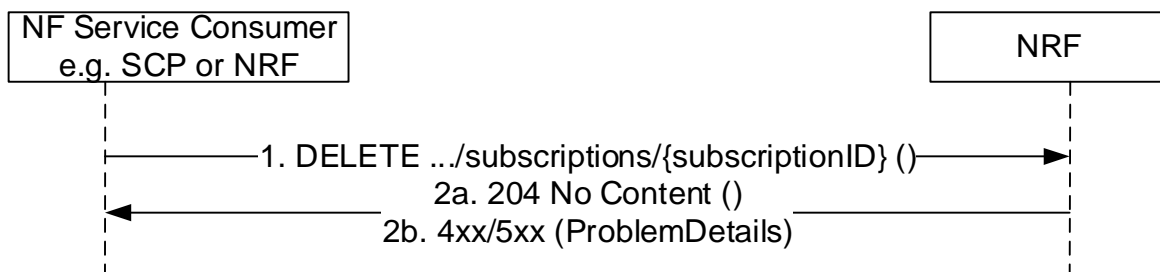 NF Service Consumer
e.g. SCP or NRF
NRF
1. DELETE .../subscriptions/{subscriptionID} ()
2a. 204 No Content ()
2b. 4xx/5xx (ProblemDetails)